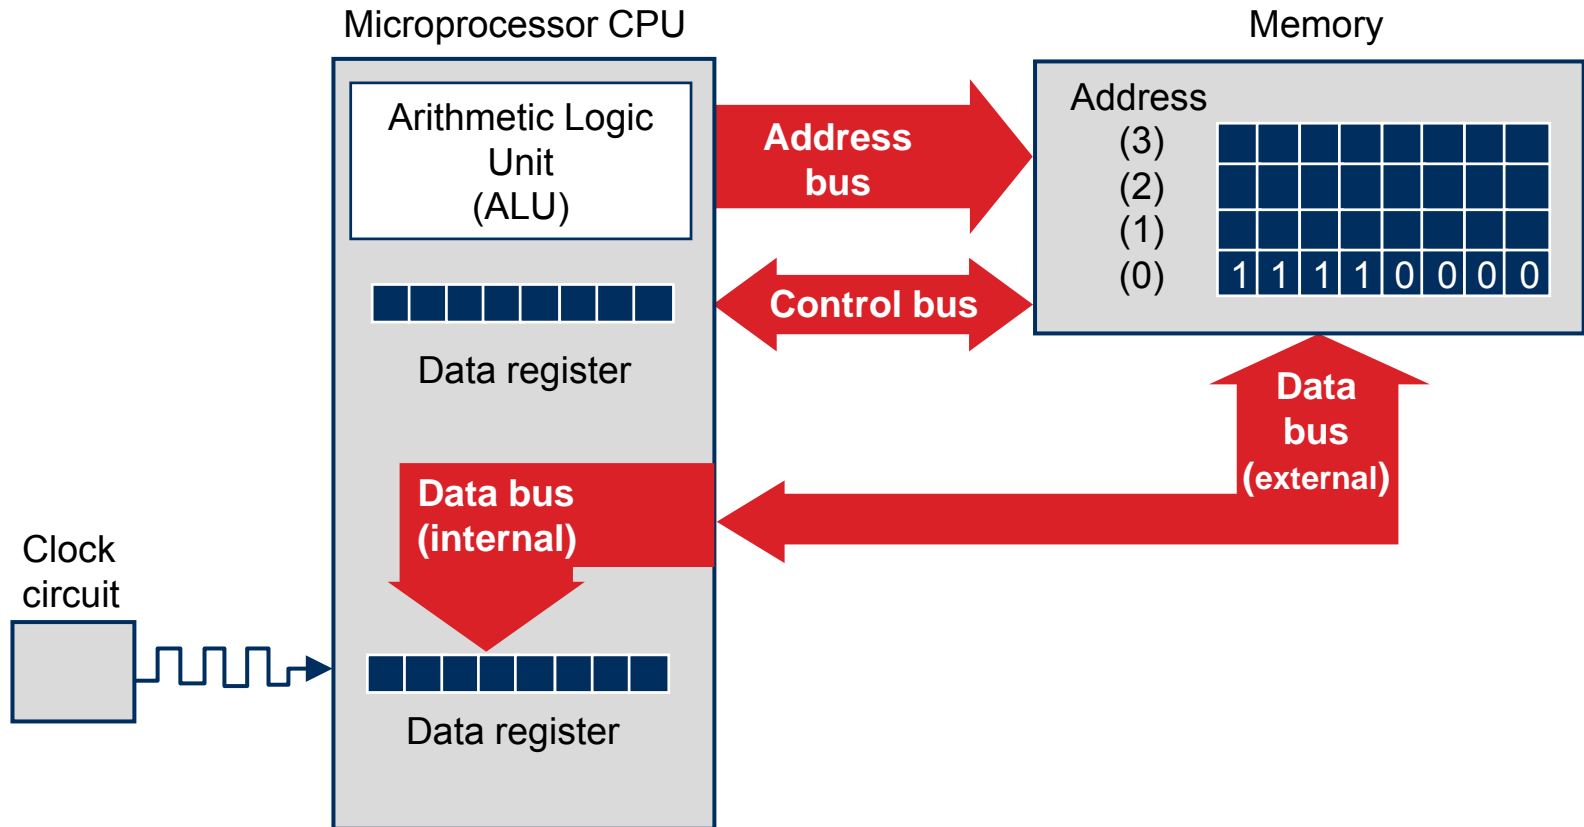 Microprocessor CPU
Memory
Arithmetic Logic
Unit
(ALU)
Address
bus
Address
(3)
(2)
(1)
(0)
1 1 1 1 0 0 0 0
Control bus
Data register
Data
bus
(external)
Data bus
(internal)
Clock
circuit
Data register